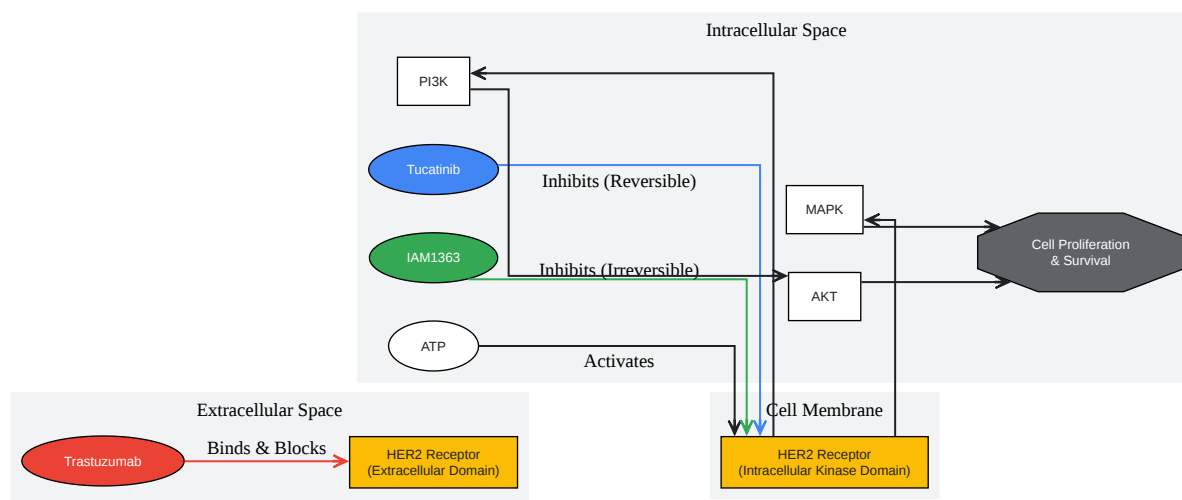 Intracellular Space
PI3K
Tucatinib
Inhibits (Reversible)
MAPK
Cell Proliferation
& Survival
IAM1363
Inhibits (Irreversible)
AKT
ATP
Activates
Extracellular Space
Cell Membrane
Trastuzumab
Binds & Blocks
HER2 Receptor
(Extracellular Domain)
HER2 Receptor
(Intracellular Kinase Domain)